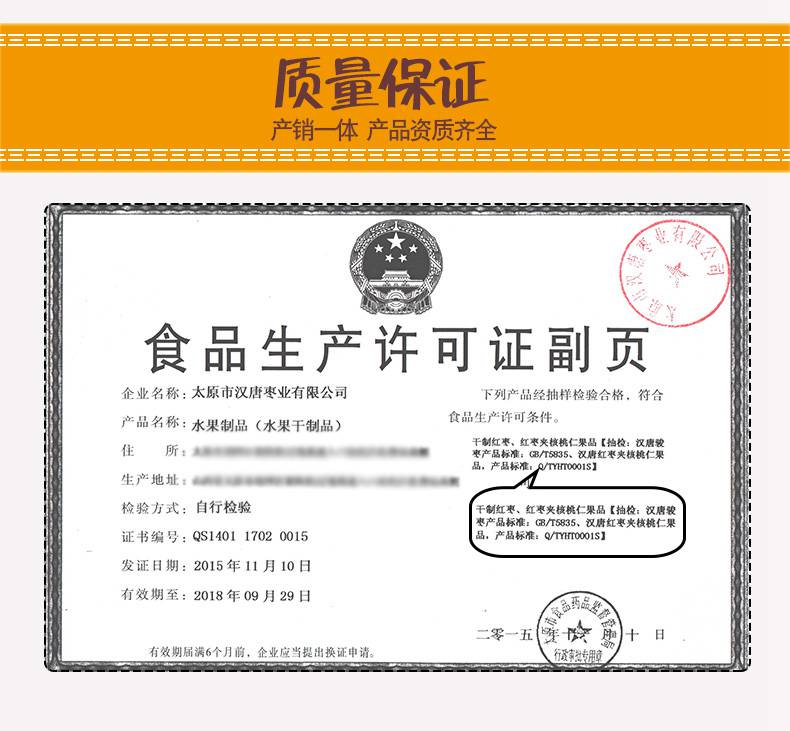 质量保证
产销一体 产品资质齐全
太原市汉唐枣业有限公司
食品生产许可证副页
企业名称：太原市汉唐枣业有限公司
产品名称：水果制品（水果干制品）
住 所：
生产地址：
检验方式：自行检验
证书编号：QS1401 1702 0015
发证日期：2015 年 11 月 10 日
有效期至：2018 年 09 月 29 日
有效期届满6个月前，企业应当提出换证申请。
下列产品经抽样检验合格，符合
食品生产许可条件。
干制红枣、红枣夹核桃仁果品【抽检：汉唐骏
枣产品标准：GB/T5835、汉唐红枣夹核桃仁果
品，产品标准：Q/TYHT0001S】
干制红枣、红枣夹核桃仁果品【抽检：汉唐骏
枣产品标准：GB/T5835、汉唐红枣夹核桃仁果
品，产品标准：Q/TYHT0001S】
二零一五 年 十 月 十 日
太原市食品药品监督管理局
行政审批专用章